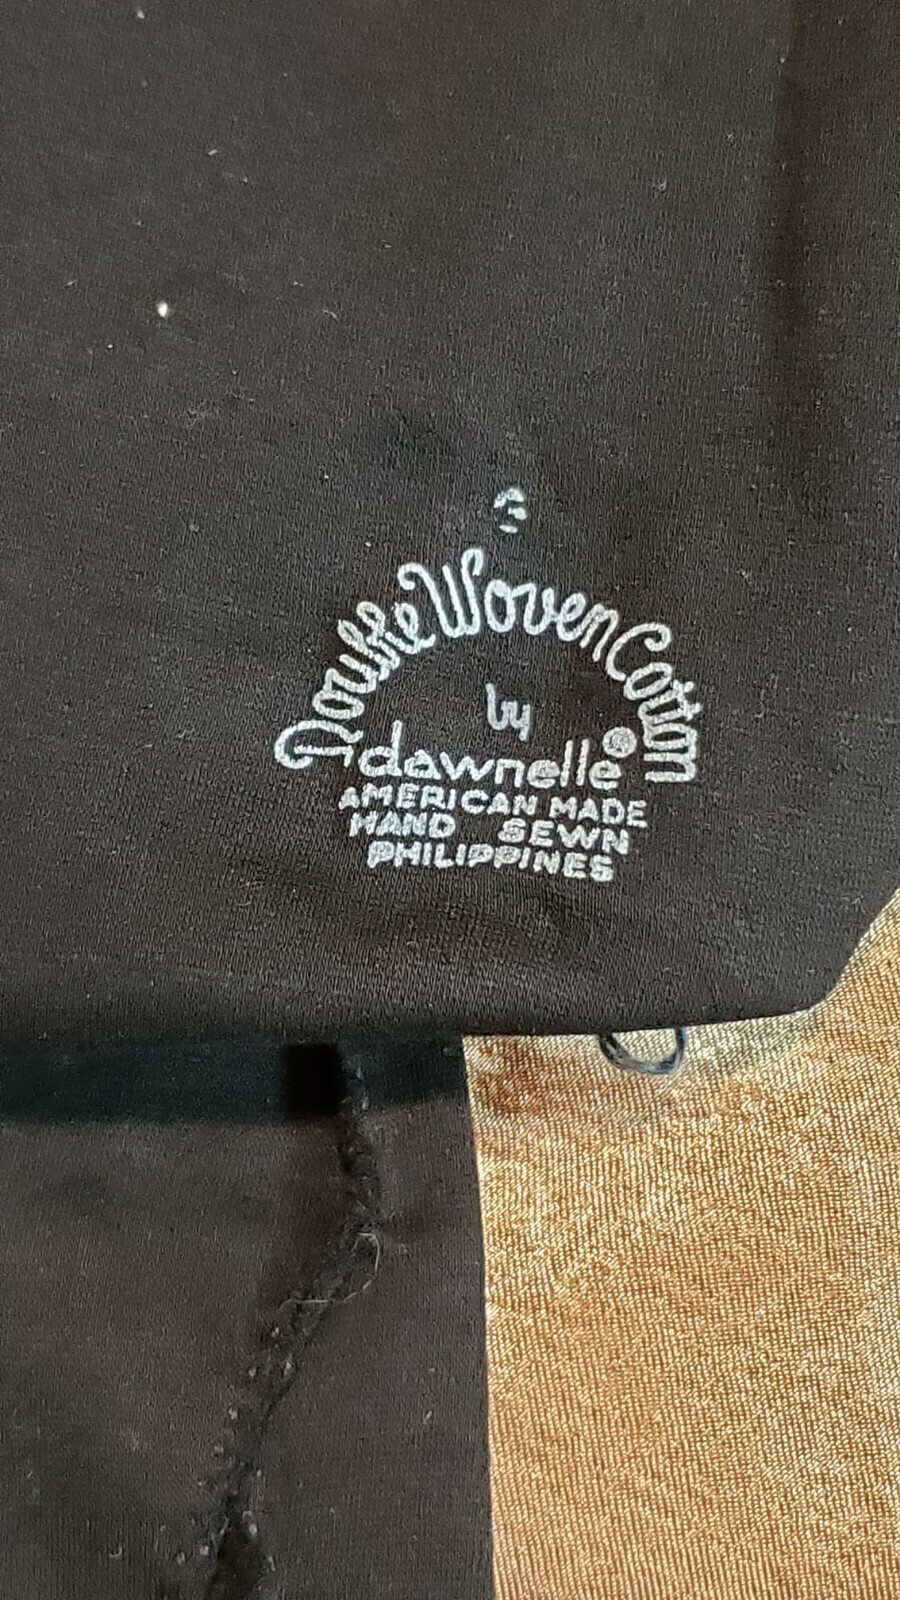 Double Woven Cotton
by
dawnelle
AMERICAN MADE
HAND SEWN
PHILIPPINES